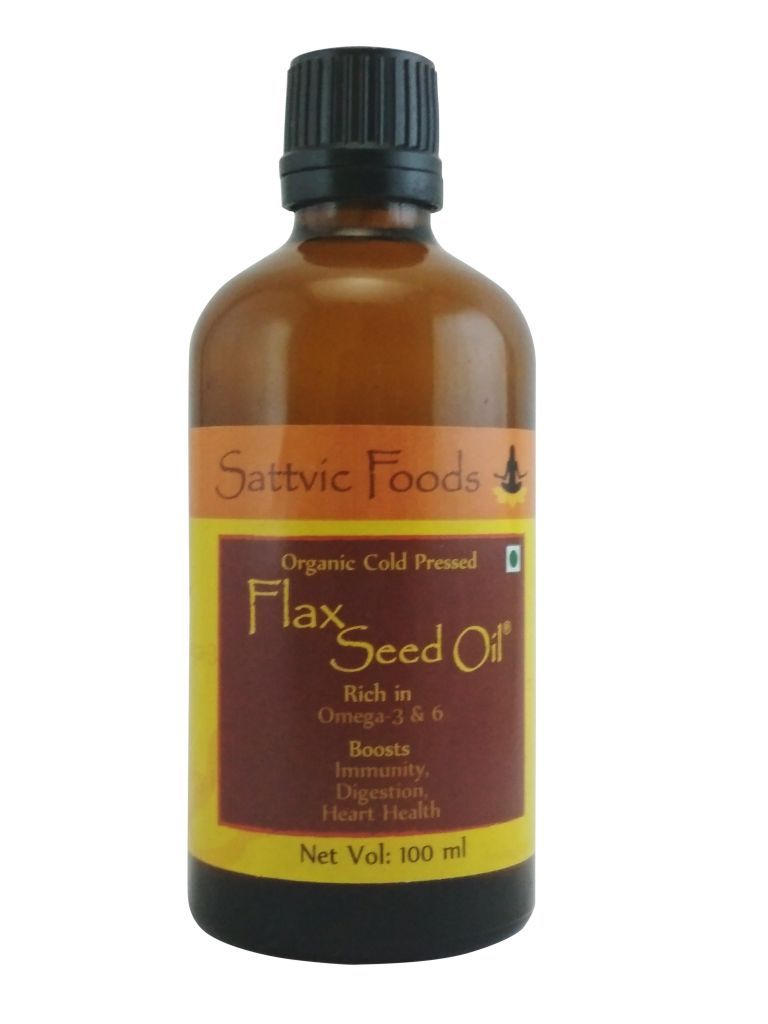 Sattvic Foods
Organic Cold Pressed
Flax
Seed Oil®
Rich in
Omega-3 & 6
Boosts
Immunity,
Digestion,
Heart Health
Net Vol: 100 ml